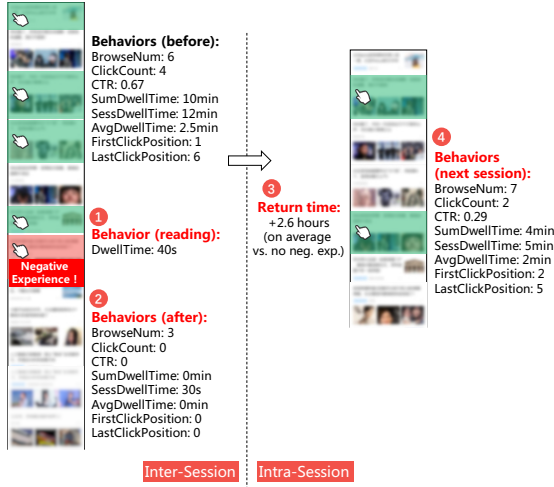 Behaviors (before):
BrowseNum: 6
ClickCount: 4
CTR: 0.67
SumDwellTime: 10min
SessDwellTime: 12min
AvgDwellTime: 2.5min
FirstClickPosition: 1
LastClickPosition: 6
1
Behavior (reading):
DwellTime: 40s
Negative
Experience !
2
Behaviors (after):
BrowseNum: 3
ClickCount: 0
CTR: 0
SumDwellTime: 0min
SessDwellTime: 30s
AvgDwellTime: 0min
FirstClickPosition: 0
LastClickPosition: 0
3
Return time:
+2.6 hours
(on average
vs. no neg. exp.)
4
Behaviors
(next session):
BrowseNum: 7
ClickCount: 2
CTR: 0.29
SumDwellTime: 4min
SessDwellTime: 5min
AvgDwellTime: 2min
FirstClickPosition: 2
LastClickPosition: 5
Inter-Session
Intra-Session